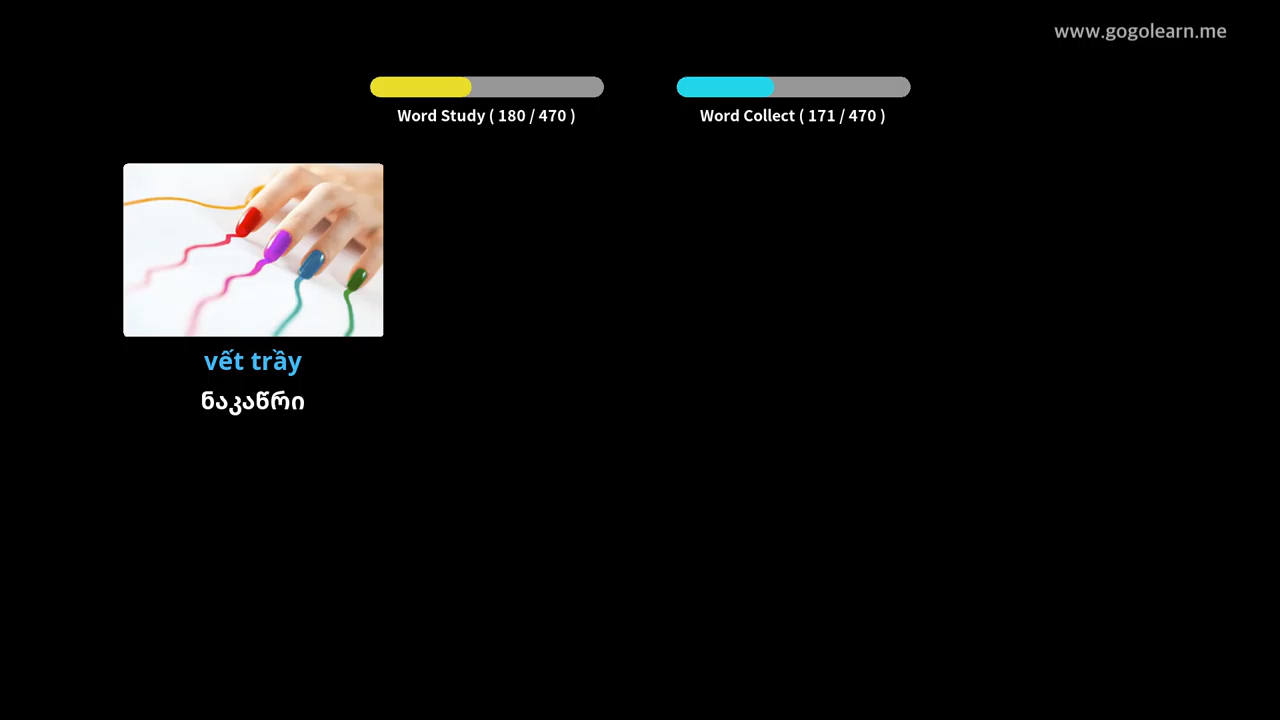 www.gogolearn.me
Word Study ( 180 / 470 )
Word Collect ( 171 / 470 )
vết trầy
ნაკაწრი